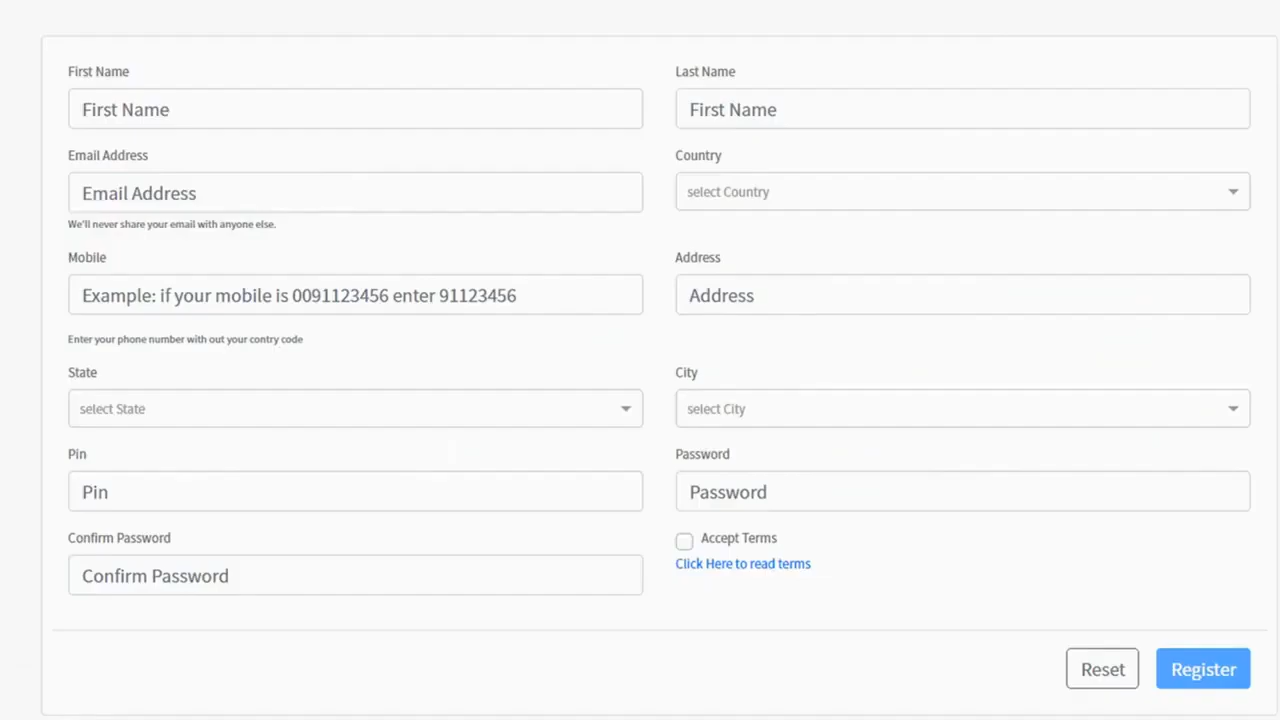 First Name
Last Name
First Name
First Name
Email Address
Country
Email Address
select Country
We'll never share your email with anyone else.
Mobile
Address
Example: if your mobile is 0091123456 enter 91123456
Address
Enter your phone number with out your contry code
State
City
select State
select City
Pin
Password
Pin
Password
Confirm Password
Accept Terms
Click Here to read terms
Confirm Password
Reset
Register